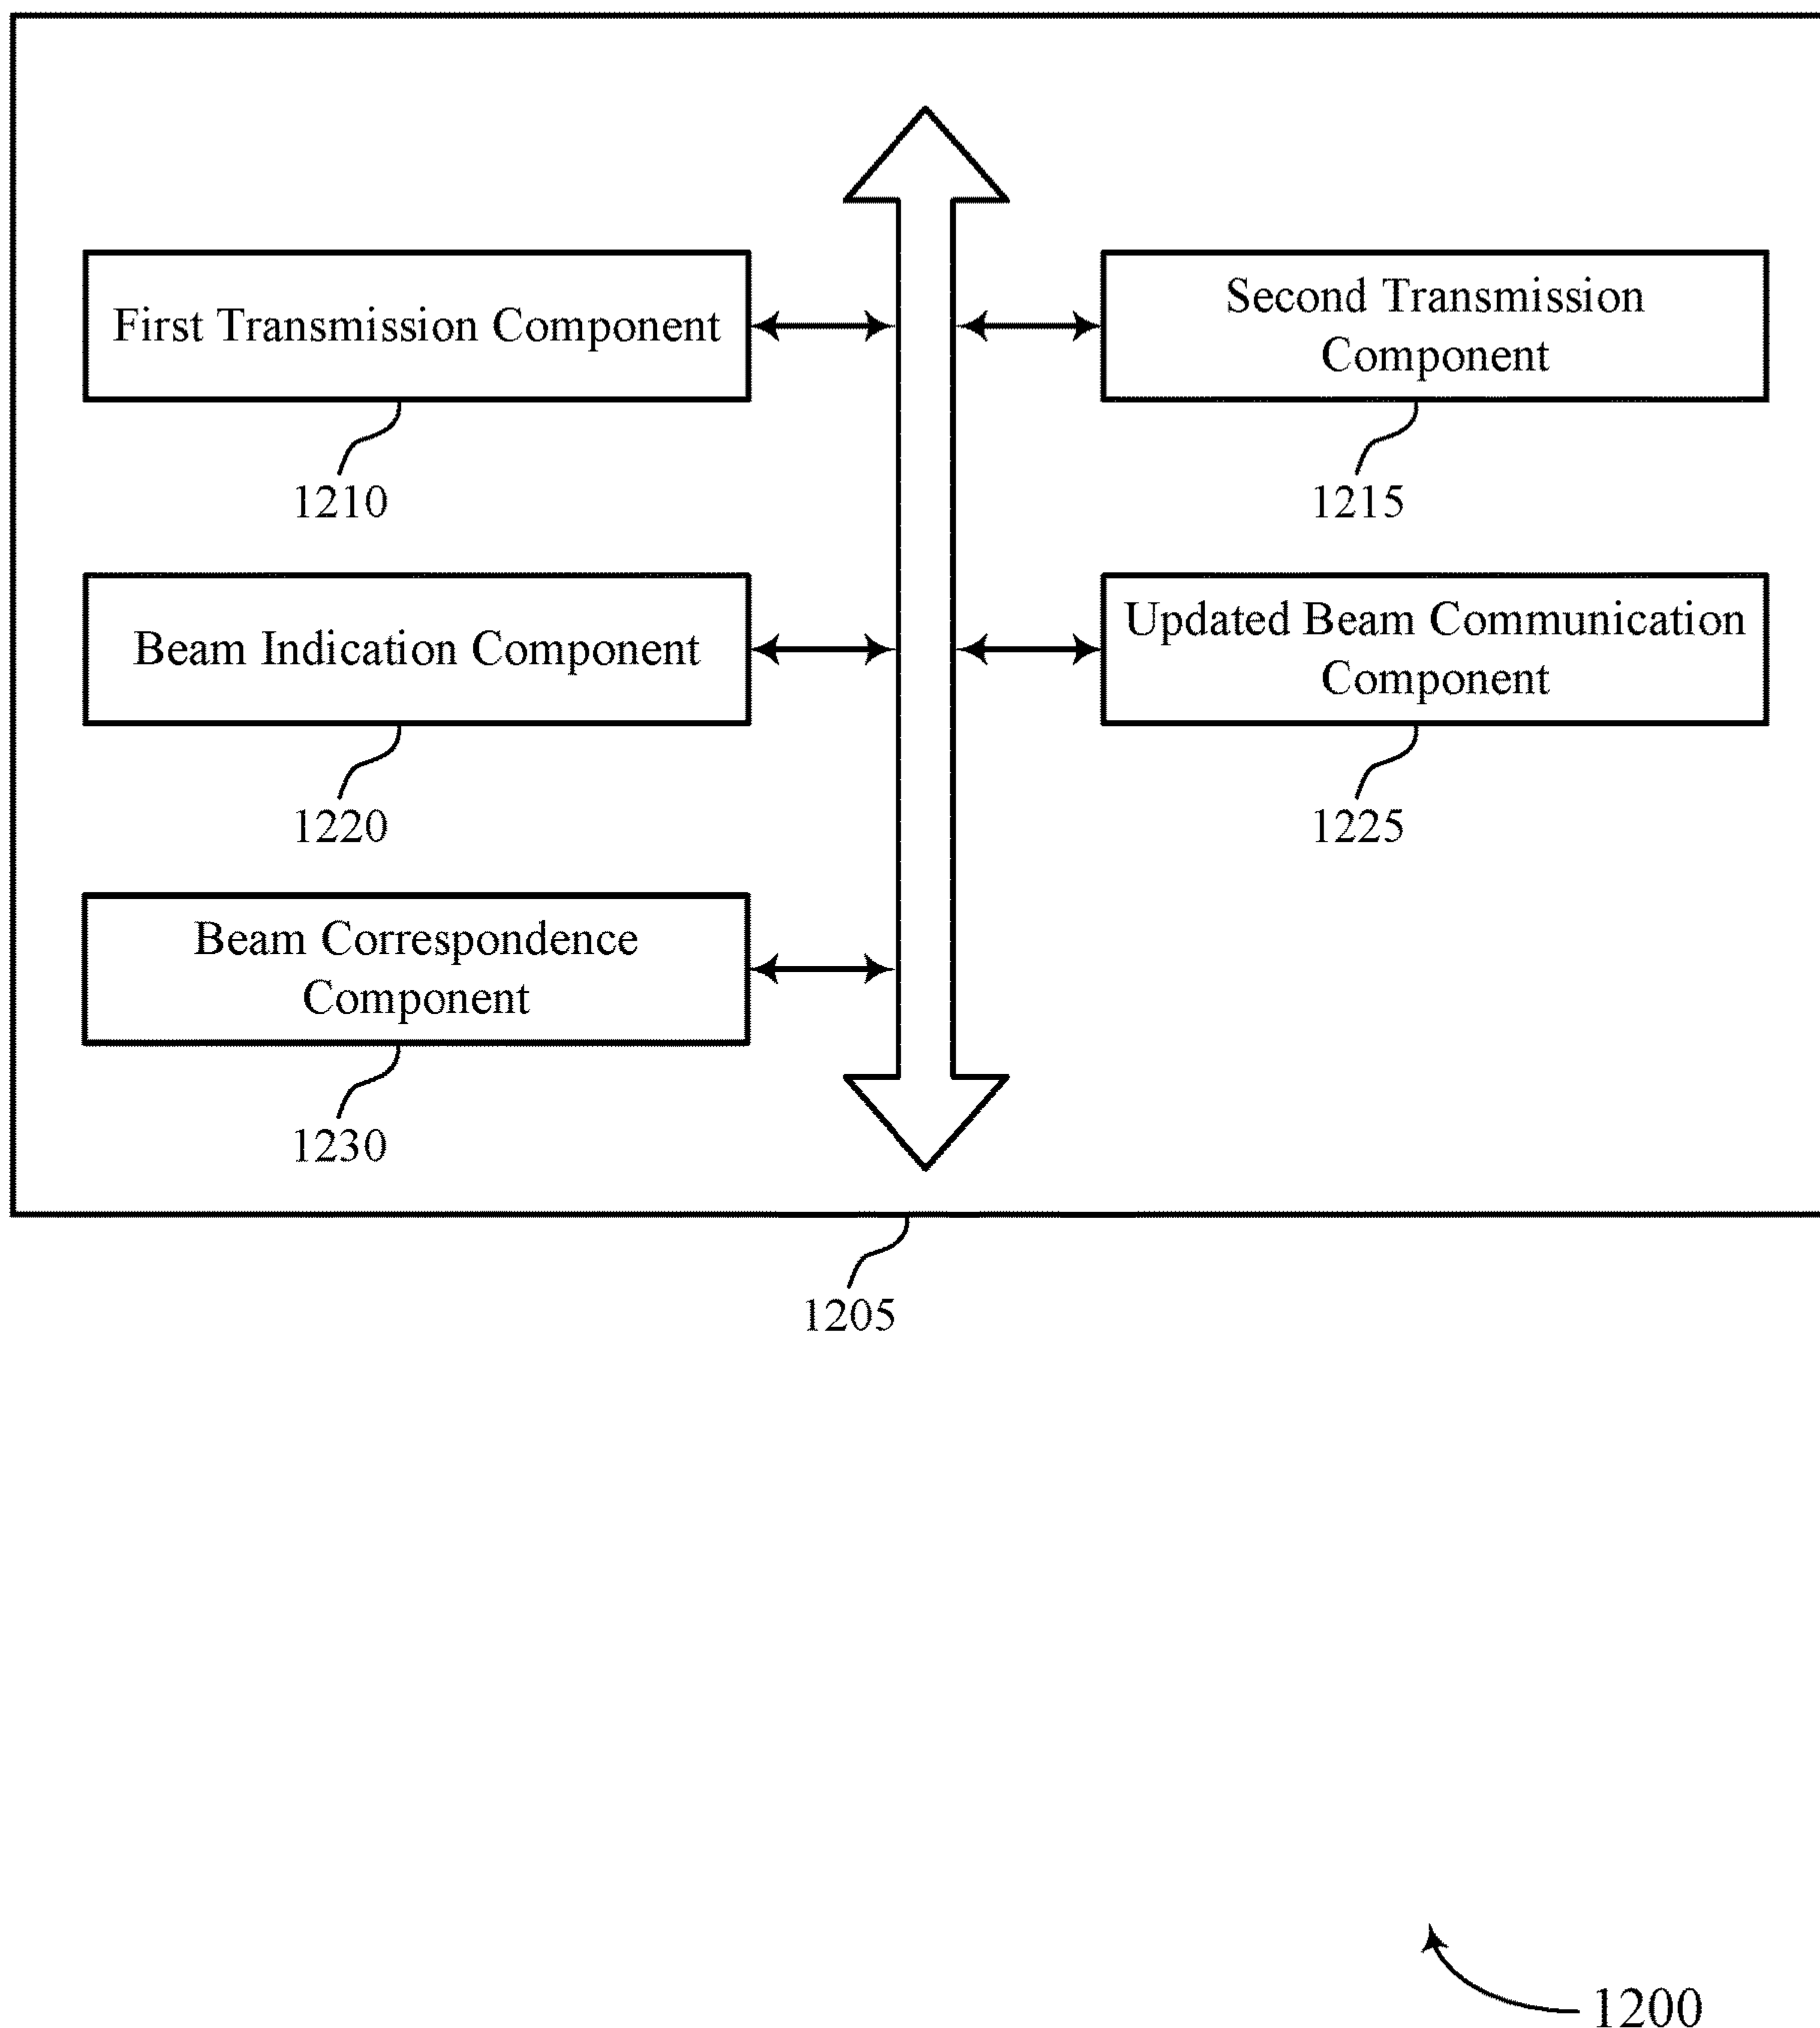 First Transmission Component
1210
Second Transmission
Component
1215
Beam Indication Component
1220
Updated Beam Communication
Component
1225
Beam Correspondence
Component
1230
1205
1200